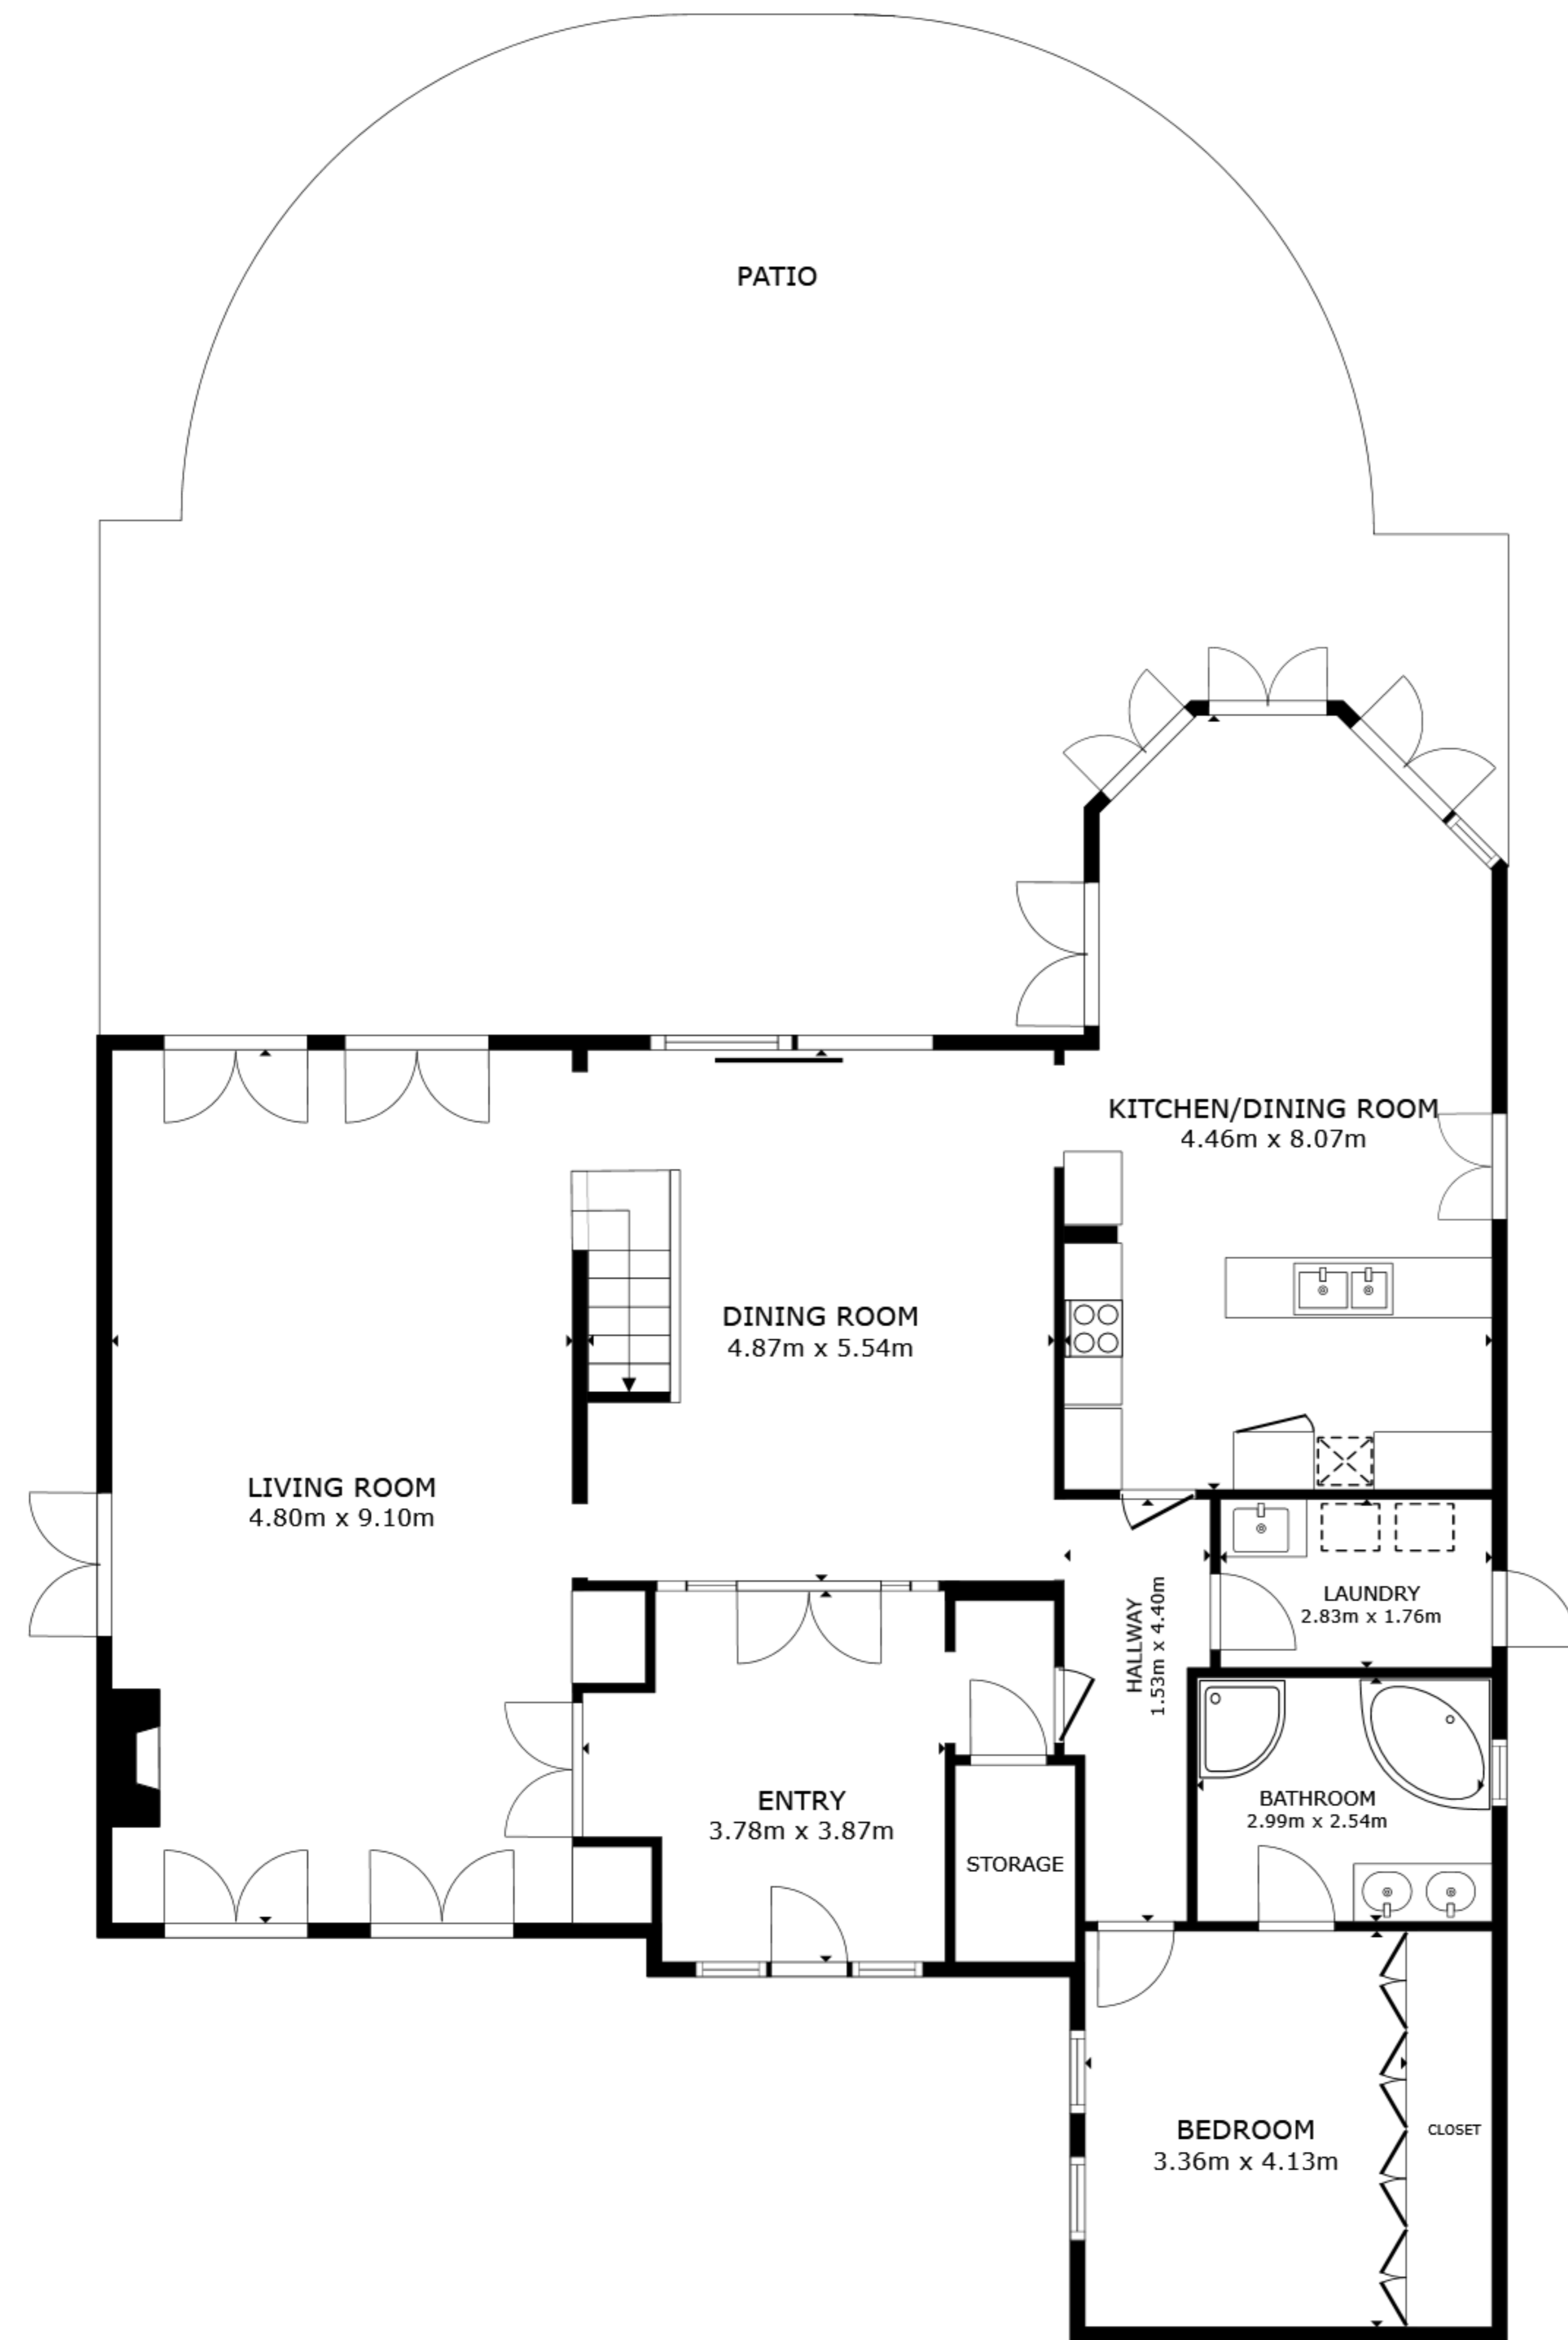 PATIO
KITCHEN/DINING ROOM
4.46m x 8.07m
DINING ROOM
4.87m x 5.54m
LIVING ROOM
4.80m x 9.10m
HALLWAY
1.53m x 4.40m
LAUNDRY
2.83m x 1.76m
ENTRY
3.78m x 3.87m
BATHROOM
2.99m x 2.54m
STORAGE
BEDROOM
3.36m x 4.13m
CLOSET